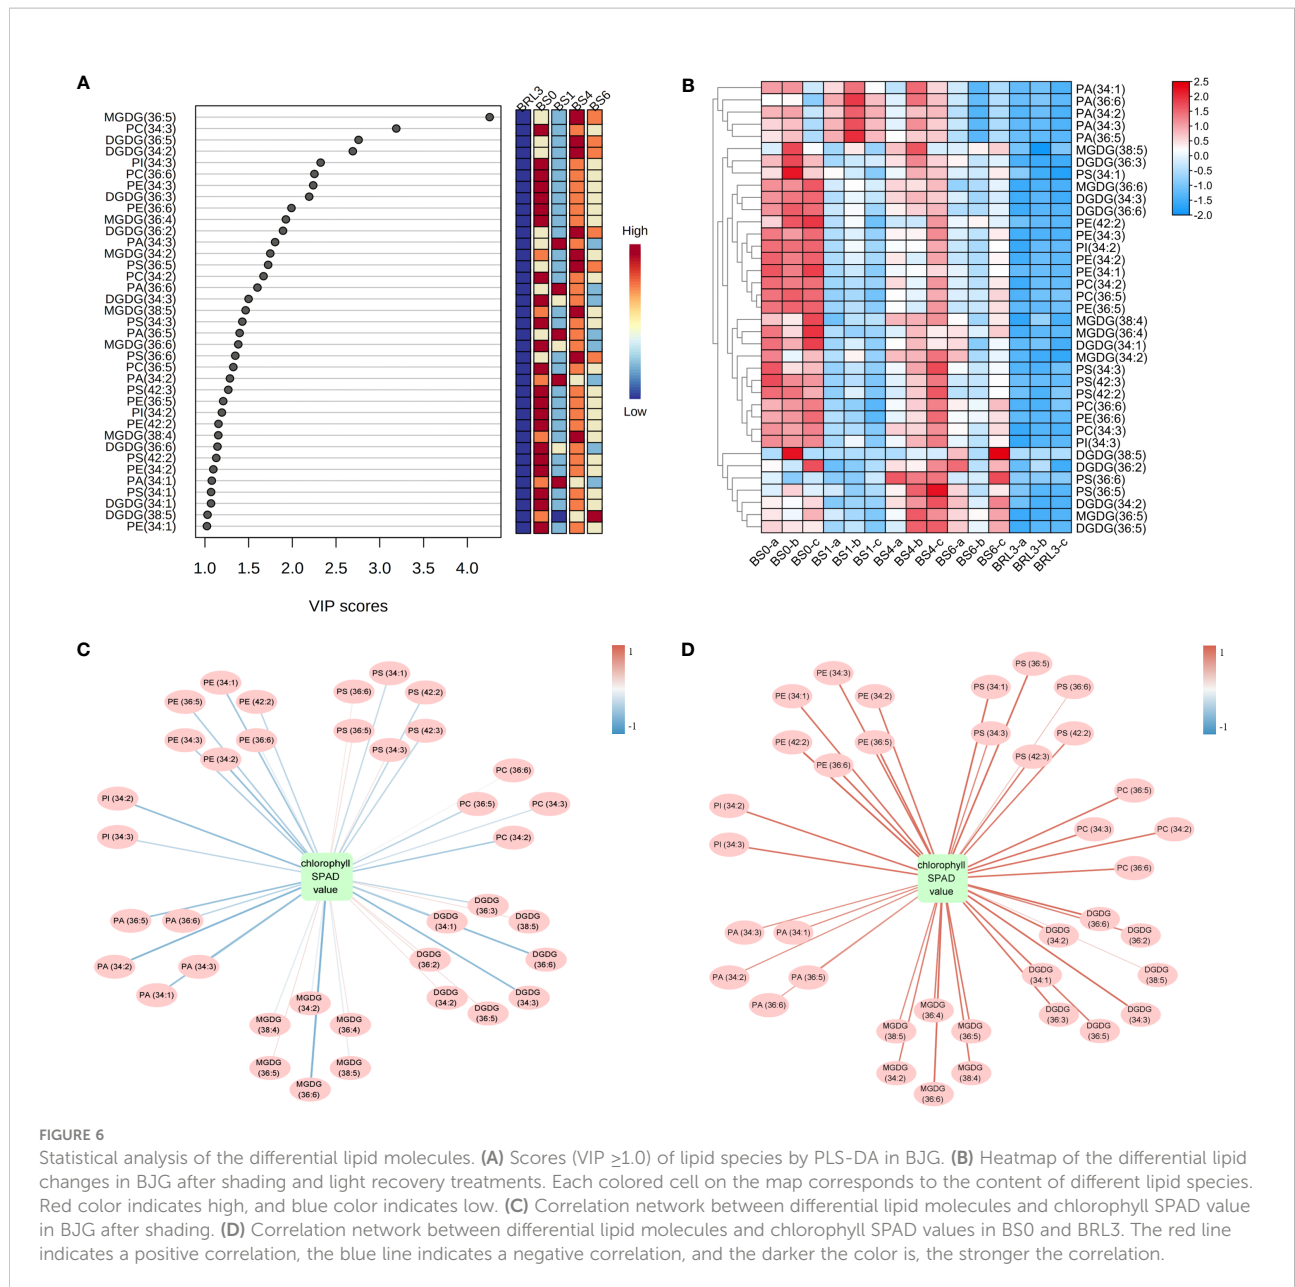 A
BRL3
BS0
BS1
BS4
BS6
MGDG(36:5)
PC(34:3)
DGDG(36:5)
DGDG(34:2)
PI(34:3)
PC(36:6)
PE(34:3)
DGDG(36:3)
PE(36:6)
MGDG(36:4)
DGDG(36:2)
PA(34:3)
MGDG(34:2)
PS(36:5)
PC(34:2)
PA(36:6)
DGDG(34:3)
MGDG(38:5)
PS(34:3)
PA(36:5)
MGDG(36:6)
PS(36:6)
PC(36:5)
PA(34:2)
PS(42:3)
PE(36:5)
PI(34:2)
PE(42:2)
MGDG(38:4)
DGDG(36:6)
PS(42:2)
PE(34:2)
PA(34:1)
PS(34:1)
DGDG(34:1)
DGDG(38:5)
PE(34:1)
1.0 1.5 2.0 2.5 3.0 3.5 4.0
VIP scores
High
Low
B
PA(34:1)
PA(36:6)
PA(34:2)
PA(34:3)
PA(36:5)
MGDG(38:5)
DGDG(36:3)
PS(34:1)
MGDG(36:6)
DGDG(34:3)
DGDG(36:6)
PE(42:2)
PE(34:3)
PI(34:2)
PE(34:2)
PE(34:1)
PC(34:2)
PC(36:5)
PE(36:5)
MGDG(38:4)
MGDG(36:4)
DGDG(34:1)
MGDG(34:2)
PS(34:3)
PS(42:3)
PS(42:2)
PC(36:6)
PE(36:6)
PC(34:3)
PI(34:3)
DGDG(38:5)
DGDG(36:2)
PS(36:6)
PS(36:5)
DGDG(34:2)
MGDG(36:5)
DGDG(36:5)
BS0-a
BS0-b
BS0-c
BS1-a
BS1-b
BS1-c
BS4-a
BS4-b
BS4-c
BS6-a
BS6-b
BS6-c
BRL3-a
BRL3-b
BRL3-c
2.5
2.0
1.5
1.0
0.5
0.0
-0.5
-1.0
-1.5
-2.0
C
PE (34:1)
PE (36:5)
PE (42:2)
PE (34:3)
PE (36:6)
PE (34:2)
PS (34:1)
PS (36:6)
PS (42:2)
PS (36:5)
PS (42:3)
PS (34:3)
PC (36:6)
PC (36:5)
PC (34:3)
PC (34:2)
PI (34:2)
PI (34:3)
chlorophyll
SPAD
value
PA (36:5)
PA (36:6)
PA (34:2)
PA (34:3)
PA (34:1)
DGDG
(36:3)
DGDG
(34:1)
DGDG
(38:5)
DGDG
(36:2)
DGDG
(36:6)
DGDG
(34:2)
DGDG
(36:5)
DGDG
(34:3)
MGDG
(34:2)
MGDG
(38:4)
MGDG
(36:4)
MGDG
(36:5)
MGDG
(38:5)
MGDG
(36:6)
1
-1
D
PE (34:3)
PE (34:1)
PE (34:2)
PE (42:2)
PE (36:5)
PE (36:6)
PS (36:5)
PS (34:1)
PS (36:6)
PS (34:3)
PS (42:2)
PS (42:3)
PC (36:5)
PC (34:3)
PC (34:2)
PC (36:6)
PI (34:2)
PI (34:3)
chlorophyll
SPAD
value
PA (34:3)
PA (34:1)
PA (34:2)
PA (36:5)
PA (36:6)
DGDG
(36:6)
DGDG
(34:2)
DGDG
(36:2)
DGDG
(34:1)
DGDG
(38:5)
DGDG
(36:3)
DGDG
(36:5)
DGDG
(34:3)
MGDG
(36:4)
MGDG
(38:5)
MGDG
(36:5)
MGDG
(34:2)
MGDG
(38:4)
MGDG
(36:6)
1
-1
FIGURE 6
Statistical analysis of the differential lipid molecules. (A) Scores (VIP ≥1.0) of lipid species by PLS-DA in BJG. (B) Heatmap of the differential lipid
changes in BJG after shading and light recovery treatments. Each colored cell on the map corresponds to the content of different lipid species.
Red color indicates high, and blue color indicates low. (C) Correlation network between differential lipid molecules and chlorophyll SPAD value
in BJG after shading. (D) Correlation network between differential lipid molecules and chlorophyll SPAD values in BS0 and BRL3. The red line
indicates a positive correlation, the blue line indicates a negative correlation, and the darker the color is, the stronger the correlation.